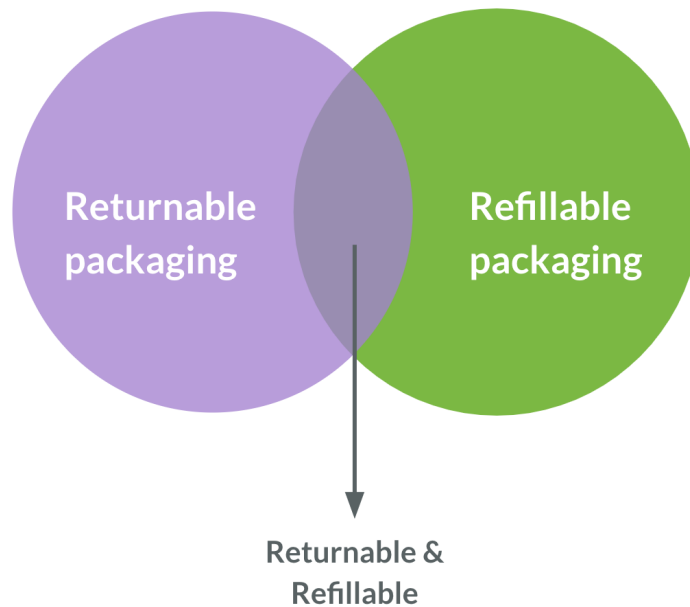 Returnable
packaging
Refillable
packaging
Returnable &
Refillable